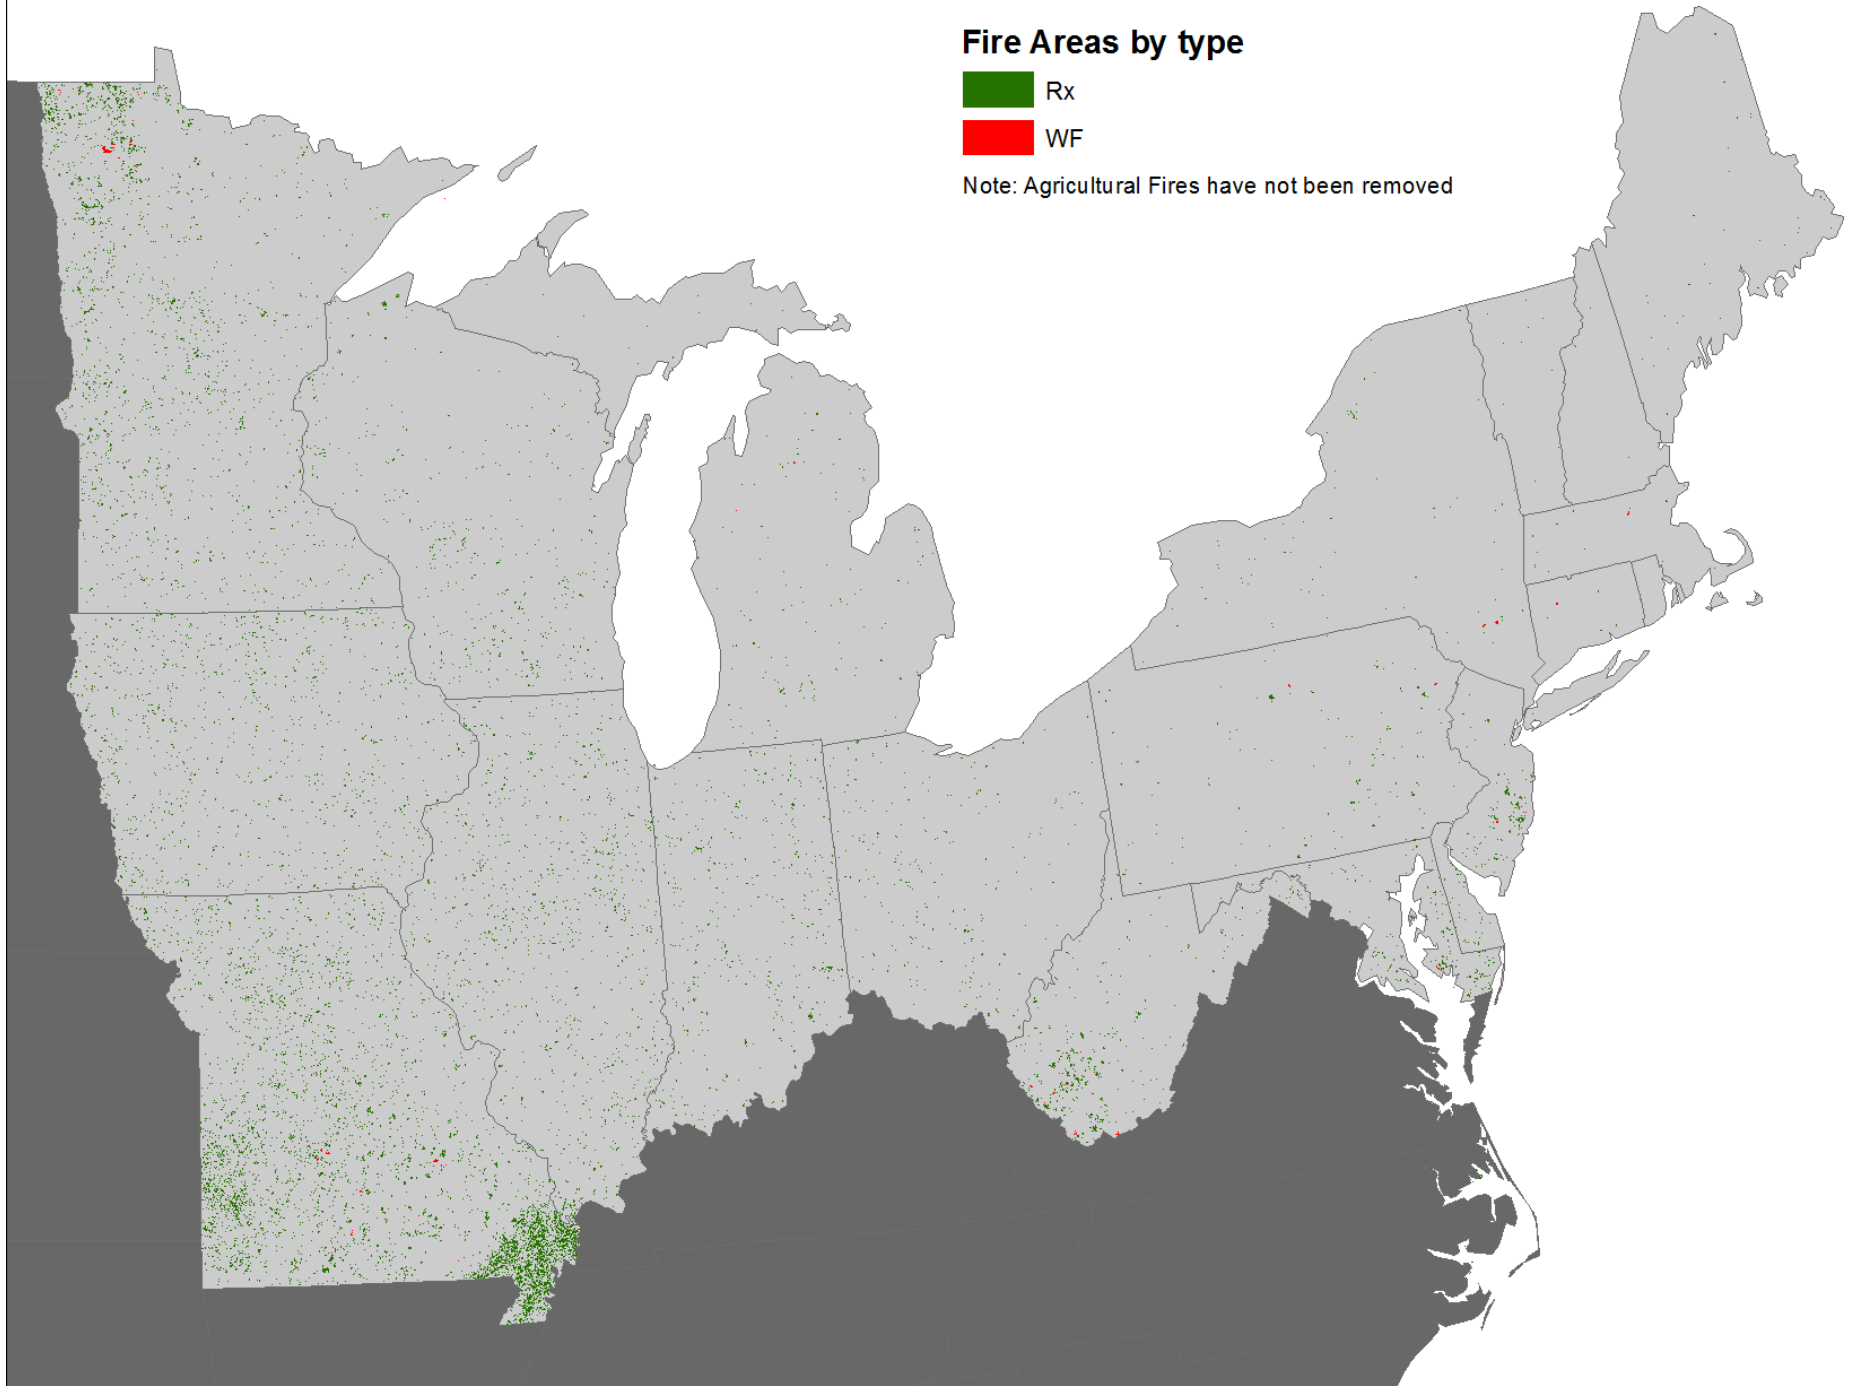 Fire Areas by type
Rx
WF
Note: Agricultural Fires have not been removed